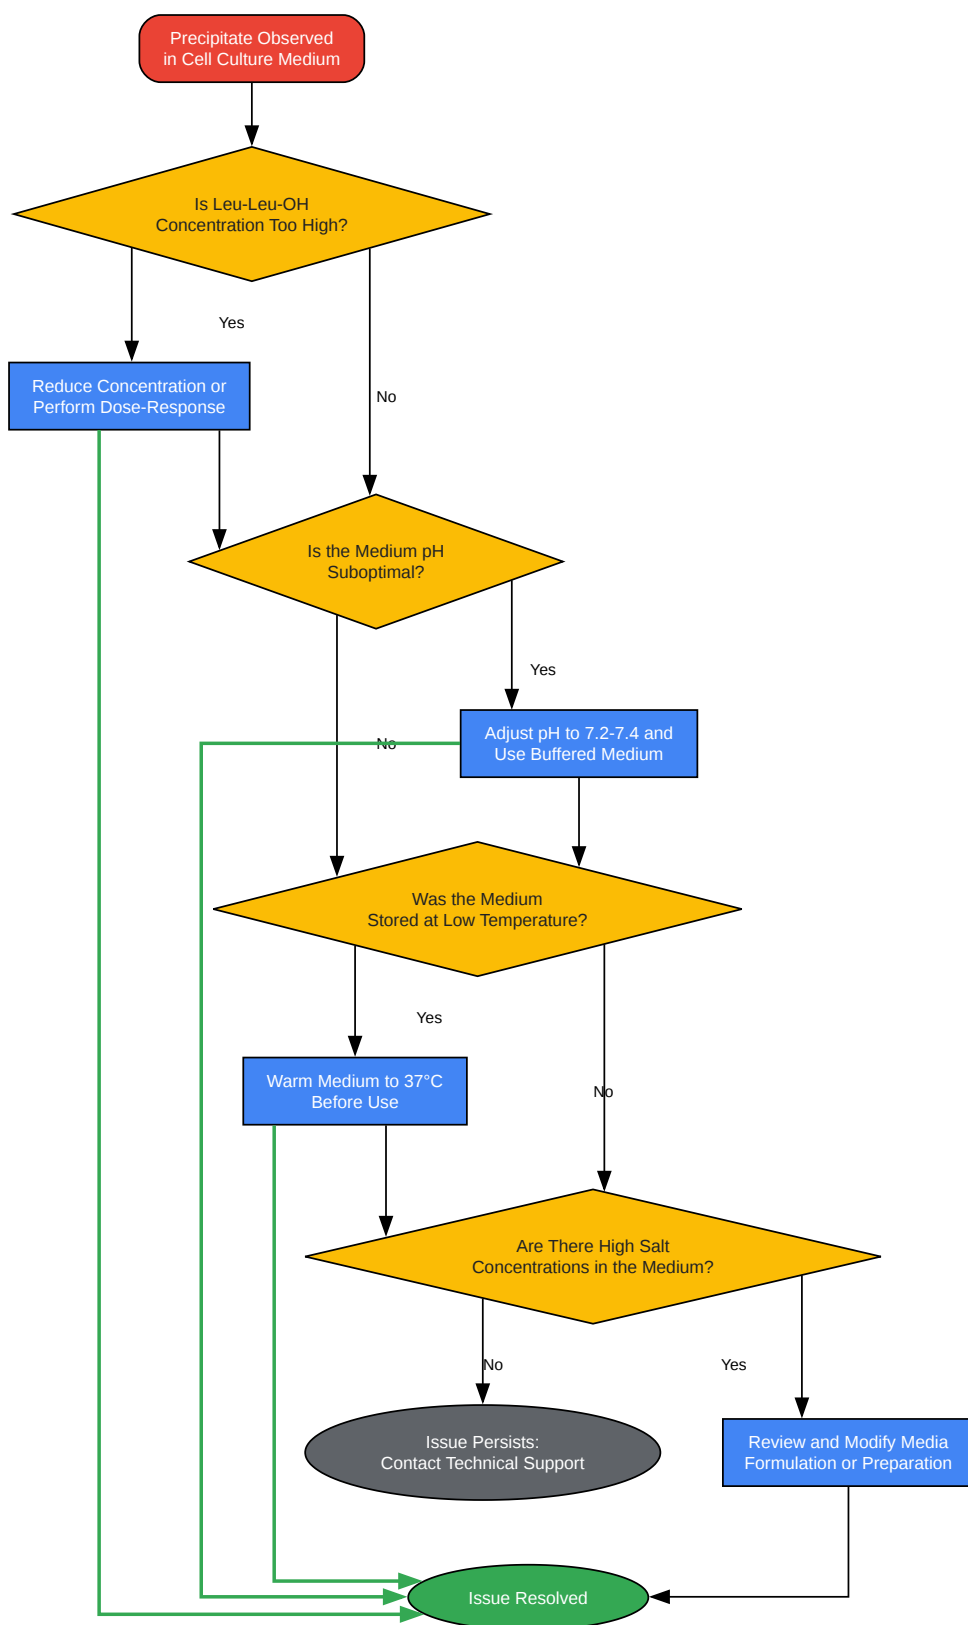 Precipitate Observed
in Cell Culture Medium
Is Leu-Leu-OH
Concentration Too High?
Yes
Reduce Concentration or
Perform Dose-Response
No
Is the Medium pH
Suboptimal?
Yes
Adjust pH to 7.2-7.4 and
Use Buffered Medium
No
Was the Medium
Stored at Low Temperature?
Yes
Warm Medium to 37°C
Before Use
No
Are There High Salt
Concentrations in the Medium?
No
Yes
Issue Persists:
Contact Technical Support
Review and Modify Media
Formulation or Preparation
Issue Resolved